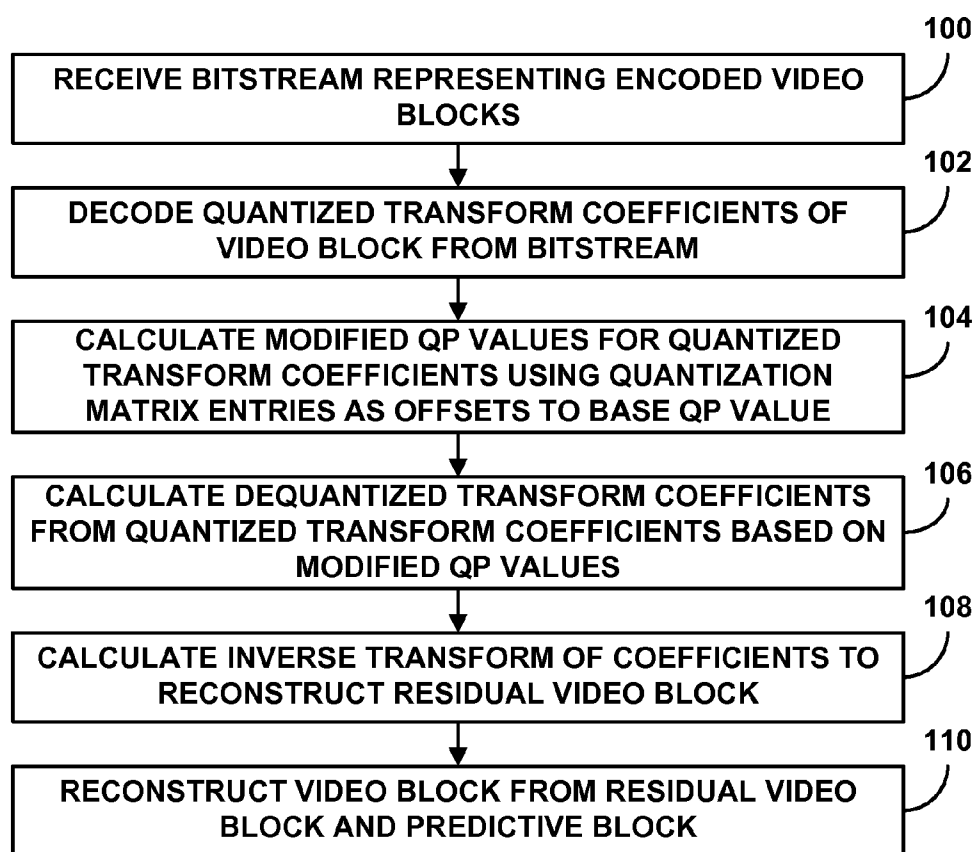 100
RECEIVE BITSTREAM REPRESENTING ENCODED VIDEO
BLOCKS
102
DECODE QUANTIZED TRANSFORM COEFFICIENTS OF
VIDEO BLOCK FROM BITSTREAM
104
CALCULATE MODIFIED QP VALUES FOR QUANTIZED
TRANSFORM COEFFICIENTS USING QUANTIZATION
MATRIX ENTRIES AS OFFSETS TO BASE QP VALUE
106
CALCULATE DEQUANTIZED TRANSFORM COEFFICIENTS
FROM QUANTIZED TRANSFORM COEFFICIENTS BASED ON
MODIFIED QP VALUES
108
CALCULATE INVERSE TRANSFORM OF COEFFICIENTS TO
RECONSTRUCT RESIDUAL VIDEO BLOCK
110
RECONSTRUCT VIDEO BLOCK FROM RESIDUAL VIDEO
BLOCK AND PREDICTIVE BLOCK